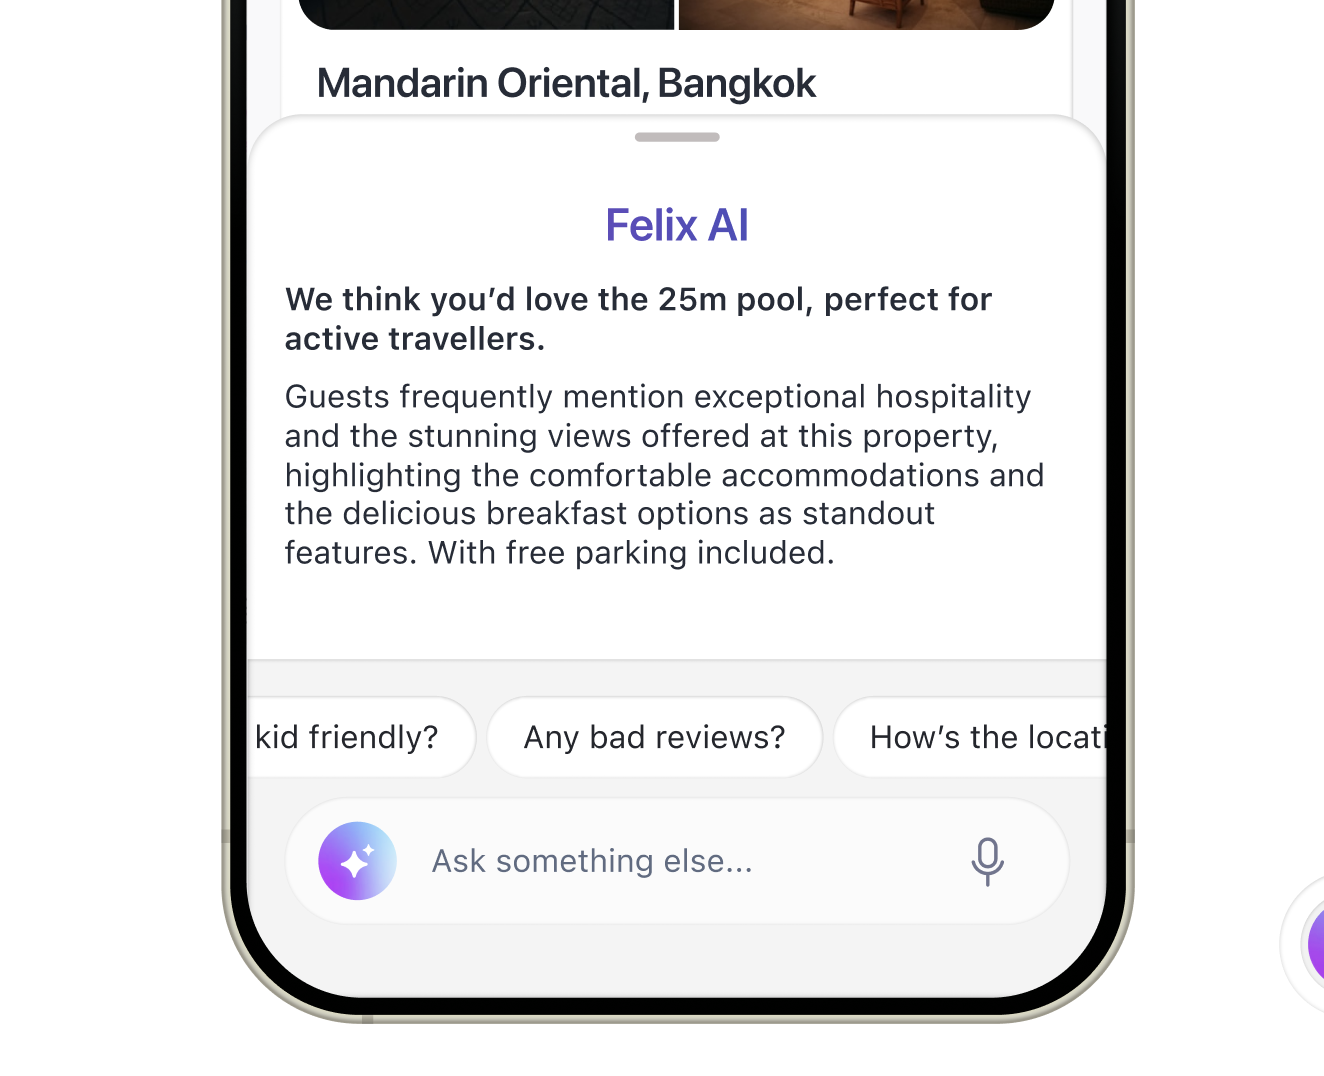 Mandarin Oriental, Bangkok
Felix AI
We think you’d love the 25m pool, perfect for
active travellers.
Guests frequently mention exceptional hospitality
and the stunning views offered at this property,
highlighting the comfortable accommodations and
the delicious breakfast options as standout
features. With free parking included.
kid friendly?
Any bad reviews?
How’s the locati
Ask something else...